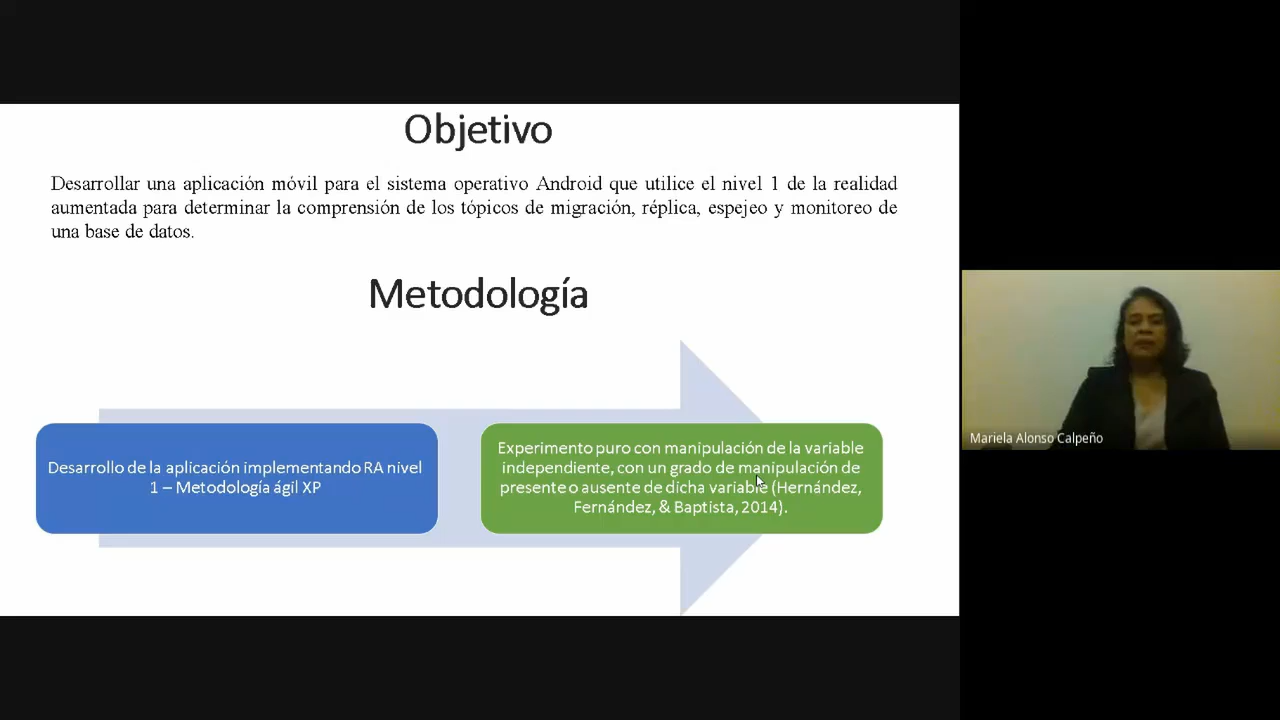 Objetivo
Desarrollar una aplicación móvil para el sistema operativo Android que utilice el nivel 1 de la realidad
aumentada para determinar la comprensión de los tópicos de migración, réplica, espejeo y monitoreo de
una base de datos.
Metodología
Desarrollo de la aplicación implementando RA nivel
1 – Metodología ágil XP
Experimento puro con manipulación de la variable
independiente, con un grado de manipulación de
presente o ausente de dicha variable (Hernández,
Fernández, & Baptista, 2014).
Mariela Alonso Calpeño